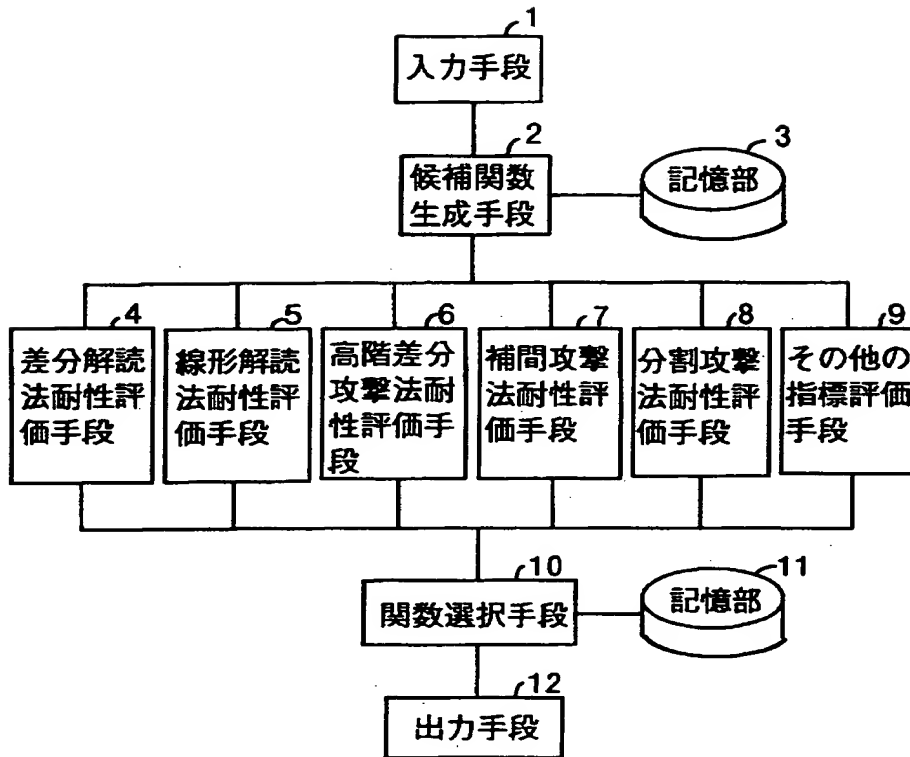 1
入力手段
2
候補関数
生成手段
3
記憶部
4
差分解読
法耐性評
価手段
5
線形解読
法耐性評
価手段
6
高階差分
攻撃法耐
性評価手
段
7
補間攻撃
法耐性評
価手段
8
分割攻撃
法耐性評
価手段
9
その他の
指標評価
手段
10
関数選択手段
11
記憶部
12
出力手段